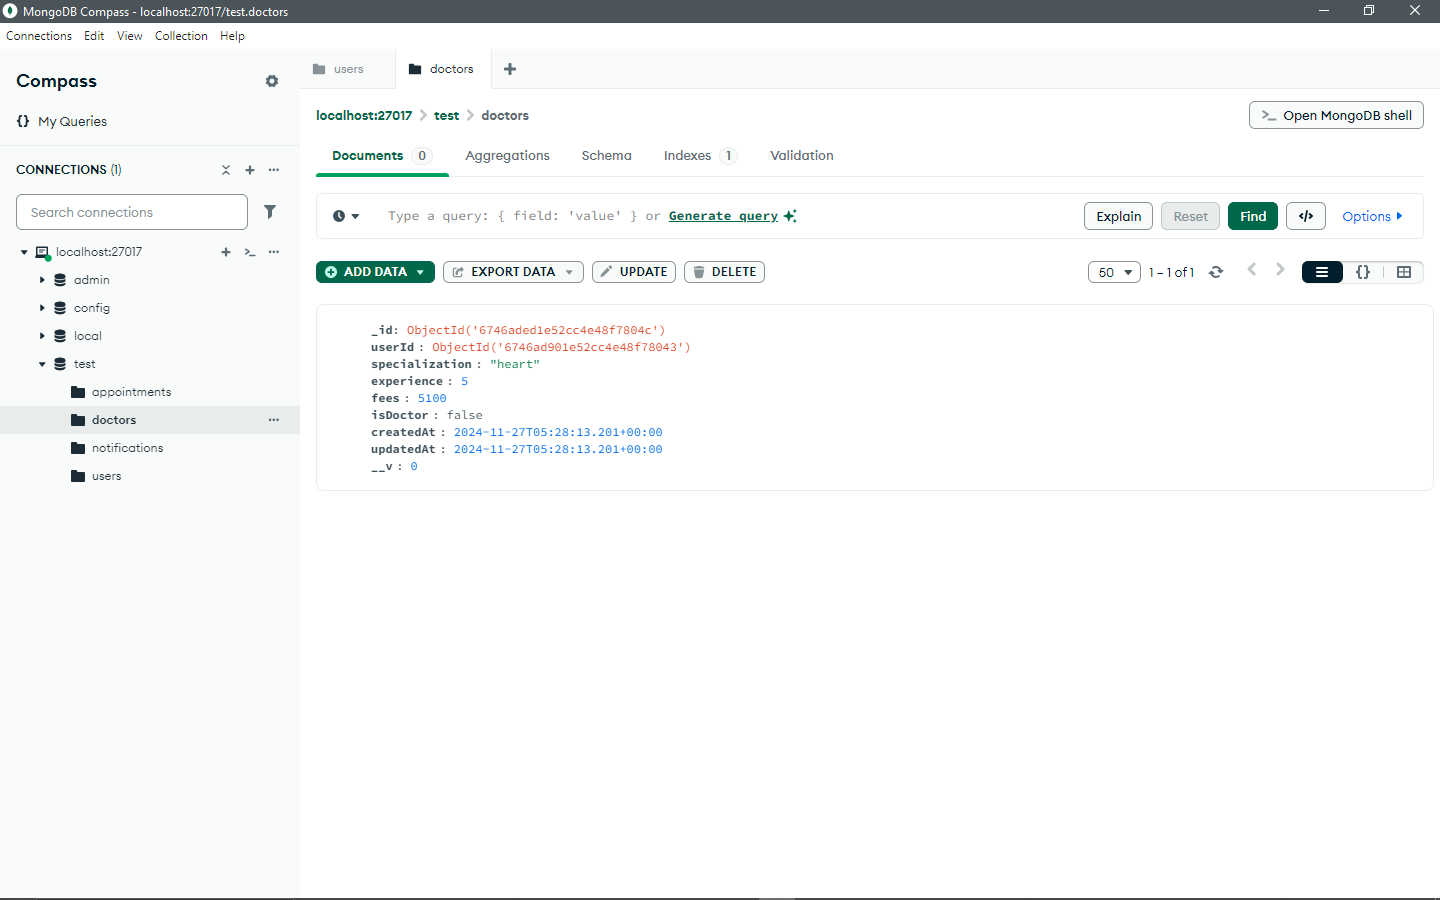 MongoDB Compass - localhost:27017/test.doctors
Connections Edit View Collection Help
Compass
My Queries
CONNECTIONS (1)
Search connections
localhost:27017
admin
config
local
test
appointments
doctors
notifications
users
users doctors
localhost:27017 > test > doctors
>_ Open MongoDB shell
Documents 0 Aggregations Schema Indexes 1 Validation
Type a query: { field: 'value' } or Generate query
Explain Reset Find </> Options
ADD DATA EXPORT DATA UPDATE DELETE
50 1 – 1 of 1 {}
_id: ObjectId('6746aded1e52cc4e48f7804c')
userId : ObjectId('6746ad901e52cc4e48f78043')
specialization : "heart"
experience : 5
fees : 5100
isDoctor : false
createdAt : 2024-11-27T05:28:13.201+00:00
updatedAt : 2024-11-27T05:28:13.201+00:00
__v : 0